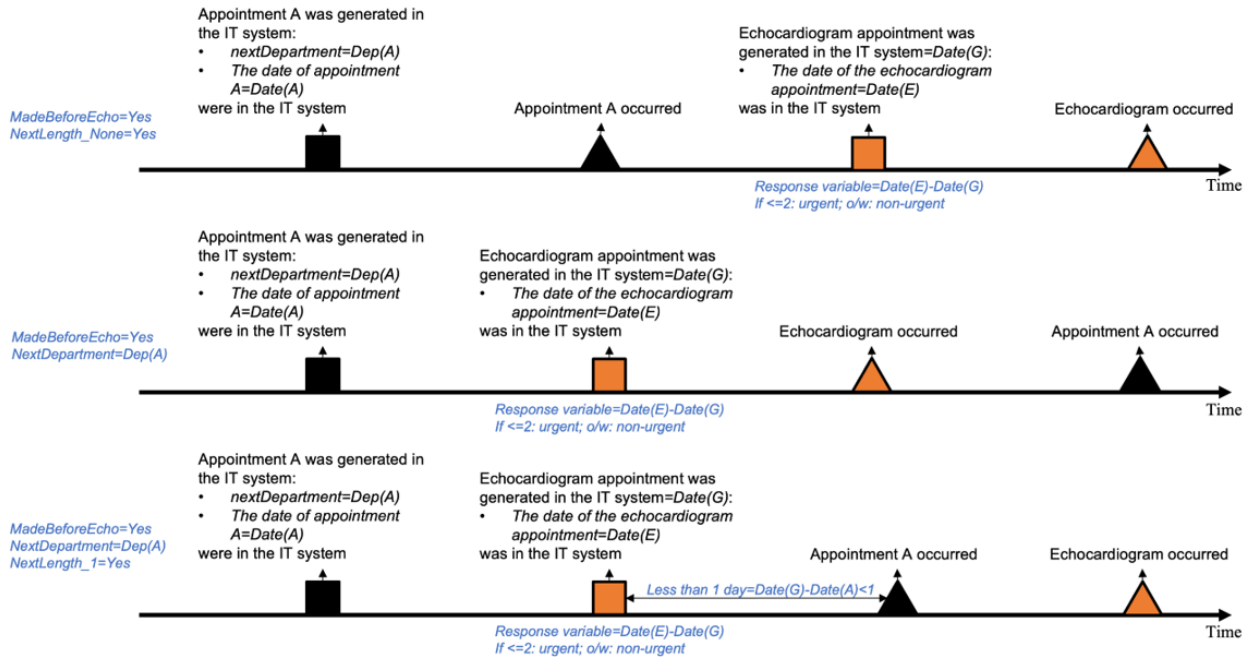 Appointment A was generated in
the IT system:
• nextDepartment=Dep(A)
• The date of appointment
A=Date(A)
were in the IT system
Echocardiogram appointment was
generated in the IT system=Date(G):
• The date of the echocardiogram
appointment=Date(E)
was in the IT system
MadeBeforeEcho=Yes
NextLength_None=Yes
Appointment A occurred
Echocardiogram occurred
Time
Response variable=Date(E)-Date(G)
If <=2: urgent; o/w: non-urgent
Appointment A was generated in
the IT system:
• nextDepartment=Dep(A)
• The date of appointment
A=Date(A)
were in the IT system
Echocardiogram appointment was
generated in the IT system=Date(G):
• The date of the echocardiogram
appointment=Date(E)
was in the IT system
MadeBeforeEcho=Yes
NextDepartment=Dep(A)
Echocardiogram occurred
Appointment A occurred
Time
Response variable=Date(E)-Date(G)
If <=2: urgent; o/w: non-urgent
Appointment A was generated in
the IT system:
• nextDepartment=Dep(A)
• The date of appointment
A=Date(A)
were in the IT system
Echocardiogram appointment was
generated in the IT system=Date(G):
• The date of the echocardiogram
appointment=Date(E)
was in the IT system
MadeBeforeEcho=Yes
NextDepartment=Dep(A)
NextLength_1=Yes
Appointment A occurred
Echocardiogram occurred
Less than 1 day=Date(G)-Date(A)<1
Time
Response variable=Date(E)-Date(G)
If <=2: urgent; o/w: non-urgent